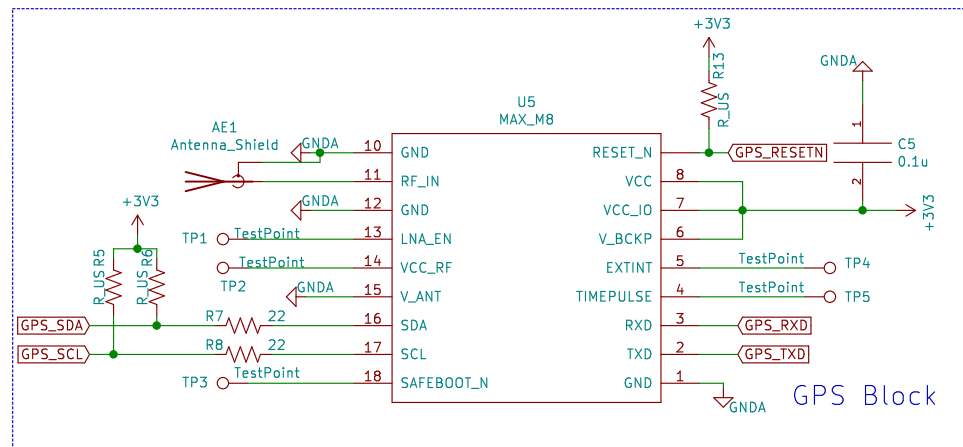 +3V3
R13
R_US
GNDA
1
C5
0.1u
2
+3V3
U5
MAX_M8
AE1
Antenna_Shield
GNDA
10 GND
11 RF_IN
GNDA
12 GND
TP1 TestPoint
13 LNA_EN
TP2 TestPoint
14 VCC_RF
GNDA
15 V_ANT
+3V3
R5
R_US
R6
R_US
GPS_SDA
R7 22
16 SDA
GPS_SCL
R8 22
17 SCL
TP3 TestPoint
18 SAFEBOOT_N
RESET_N
GPS_RESETN
VCC 8
VCC_IO 7
V_BCKP 6
EXTINT 5
TestPoint TP4
TIMEPULSE 4
TestPoint TP5
RXD 3
GPS_RXD
TXD 2
GPS_TXD
GND 1
GNDA
GPS Block